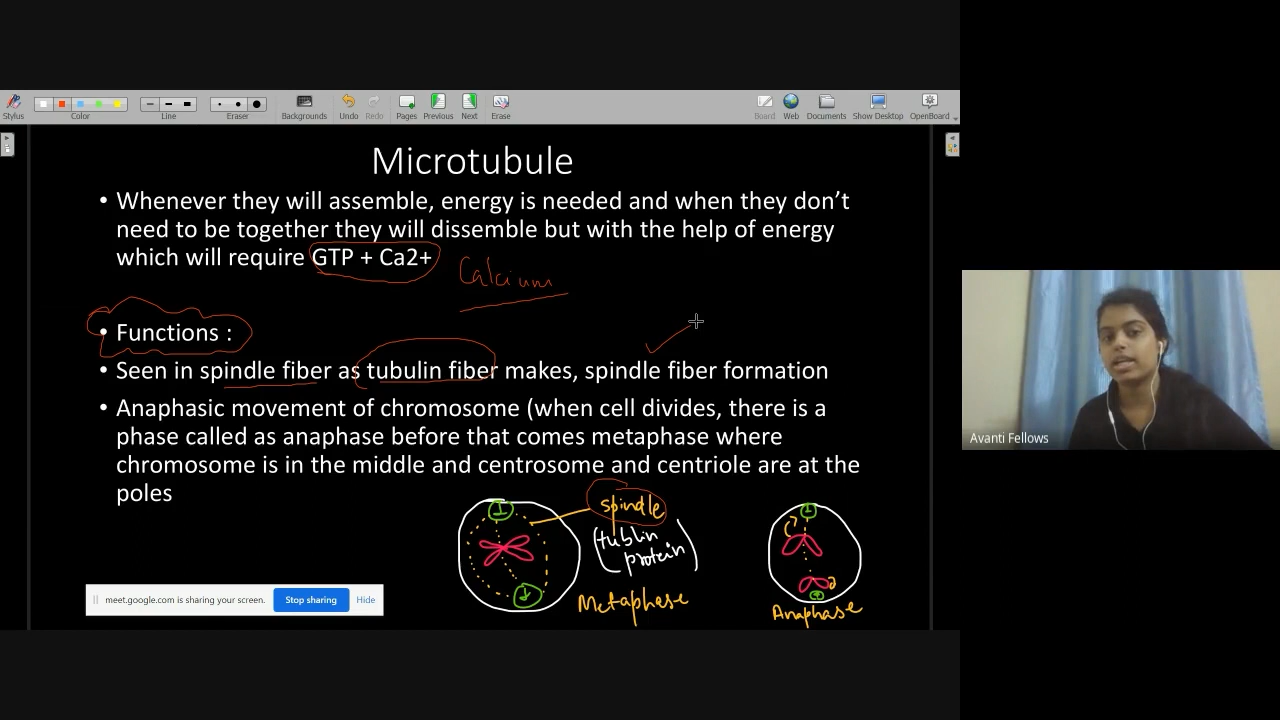 Stylus
Color
Line
Eraser
Backgrounds
Undo
Redo
Pages
Previous
Next
Erase
Board
Web
Documents
Show Desktop
OpenBoard
Microtubule
• Whenever they will assemble, energy is needed and when they don’t
need to be together they will dissemble but with the help of energy
which will require GTP + Ca2+
Calcium
• Functions :
• Seen in spindle fiber as tubulin fiber makes, spindle fiber formation
• Anaphasic movement of chromosome (when cell divides, there is a
phase called as anaphase before that comes metaphase where
chromosome is in the middle and centrosome and centriole are at the
poles
spindle
(tublin
protein)
Metaphase
Anaphase
meet.google.com is sharing your screen.
Stop sharing
Hide
Avanti Fellows